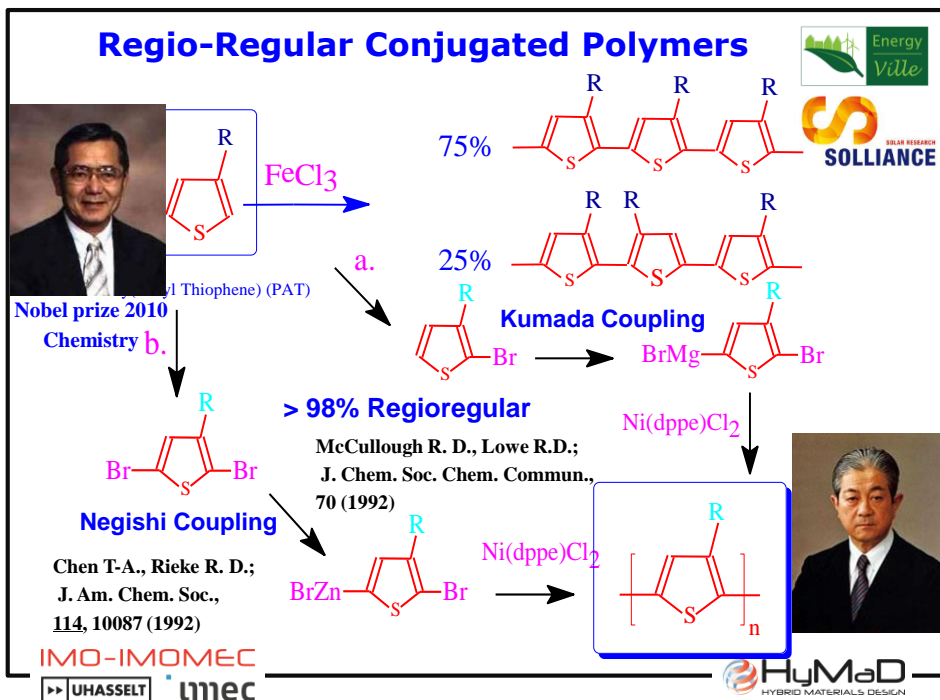 Regio-Regular Conjugated Polymers
Energy
Ville
SOLAR RESEARCH
SOLLIANCE
R
S
FeCl3
75%
R R R
S S S
25%
R R R
S S S
Thiophene) (PAT)
Nobel prize 2010
Chemistry
a.
b.
R
S
Br
Kumada Coupling
R
BrMg
S
Br
Ni(dppe)Cl2
R
Br
S
Br
> 98% Regioregular
McCullough R. D., Lowe R.D.;
J. Chem. Soc. Chem. Commun.,
70 (1992)
Negishi Coupling
Chen T-A., Rieke R. D.;
J. Am. Chem. Soc.,
114, 10087 (1992)
R
BrZn
S
Br
Ni(dppe)Cl2
R
S
n
IMO-IMOMEC
UHASSELT
imec
HyMaD
HYBRID MATERIALS DESIGN